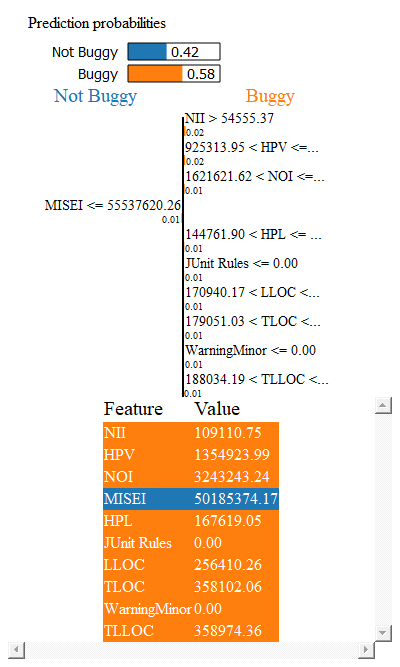 Prediction probabilities
Not Buggy 0.42
Buggy 0.58
Not Buggy Buggy
NII > 54555.37
0.02
925313.95 < HPV <=...
0.02
1621621.62 < NOI <=...
0.01
MISEI <= 55537620.26
0.01
144761.90 < HPL <= ...
0.01
JUnit Rules <= 0.00
0.01
170940.17 < LLOC <...
0.01
179051.03 < TLOC <...
0.01
WarningMinor <= 0.00
0.01
188034.19 < TLLOC <...
0.01
Feature Value
NII 109110.75
HPV 1354923.99
NOI 3243243.24
MISEI 50185374.17
HPL 167619.05
JUnit Rules 0.00
LLOC 256410.26
TLOC 358102.06
WarningMinor 0.00
TLLOC 358974.36